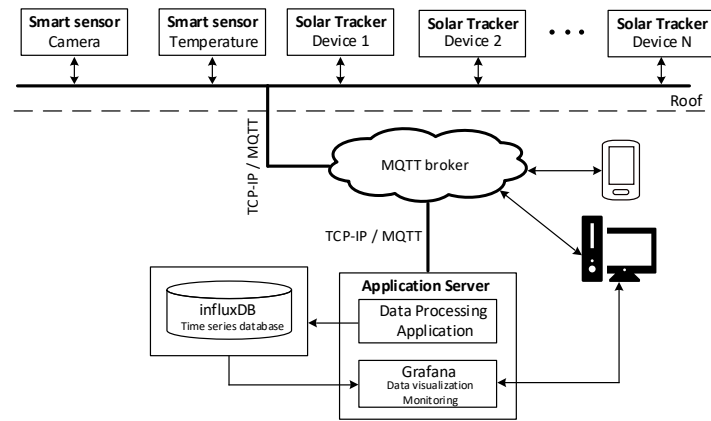 Smart sensor
Camera
Smart sensor
Temperature
Solar Tracker
Device 1
Solar Tracker
Device 2
Solar Tracker
Device N
Roof
TCP-IP / MQTT
MQTT broker
TCP-IP / MQTT
Application Server
influxDB
Time series database
Data Processing
Application
Grafana
Data visualization
Monitoring